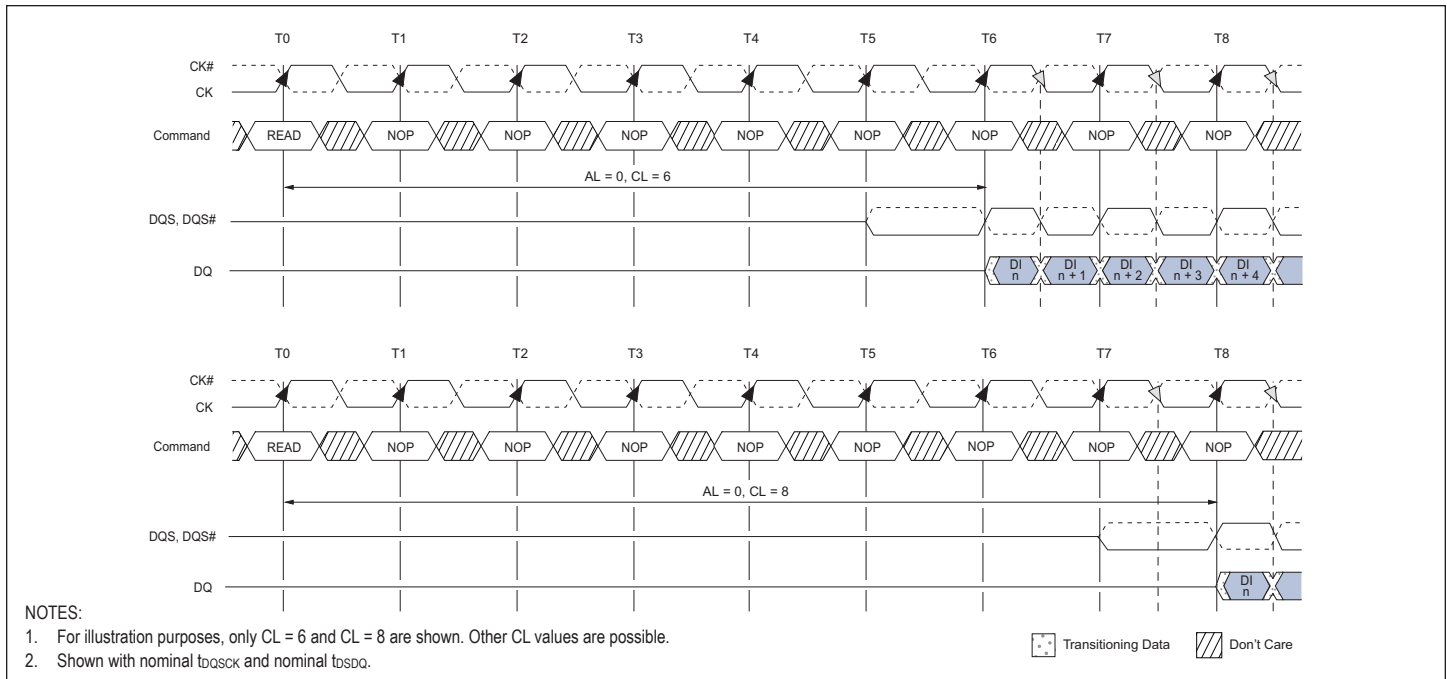 T0 T1 T2 T3 T4 T5 T6 T7 T8
CK#
CK
Command READ NOP NOP NOP NOP NOP NOP NOP NOP
AL = 0, CL = 6
DQS, DQS#
DQ DI n DI n + 1 DI n + 2 DI n + 3 DI n + 4
T0 T1 T2 T3 T4 T5 T6 T7 T8
CK#
CK
Command READ NOP NOP NOP NOP NOP NOP NOP NOP
AL = 0, CL = 8
DQS, DQS#
DQ DI n
NOTES:
1. For illustration purposes, only CL = 6 and CL = 8 are shown. Other CL values are possible.
2. Shown with nominal tDQSCK and nominal tDSDQ.
Transitioning Data Don't Care